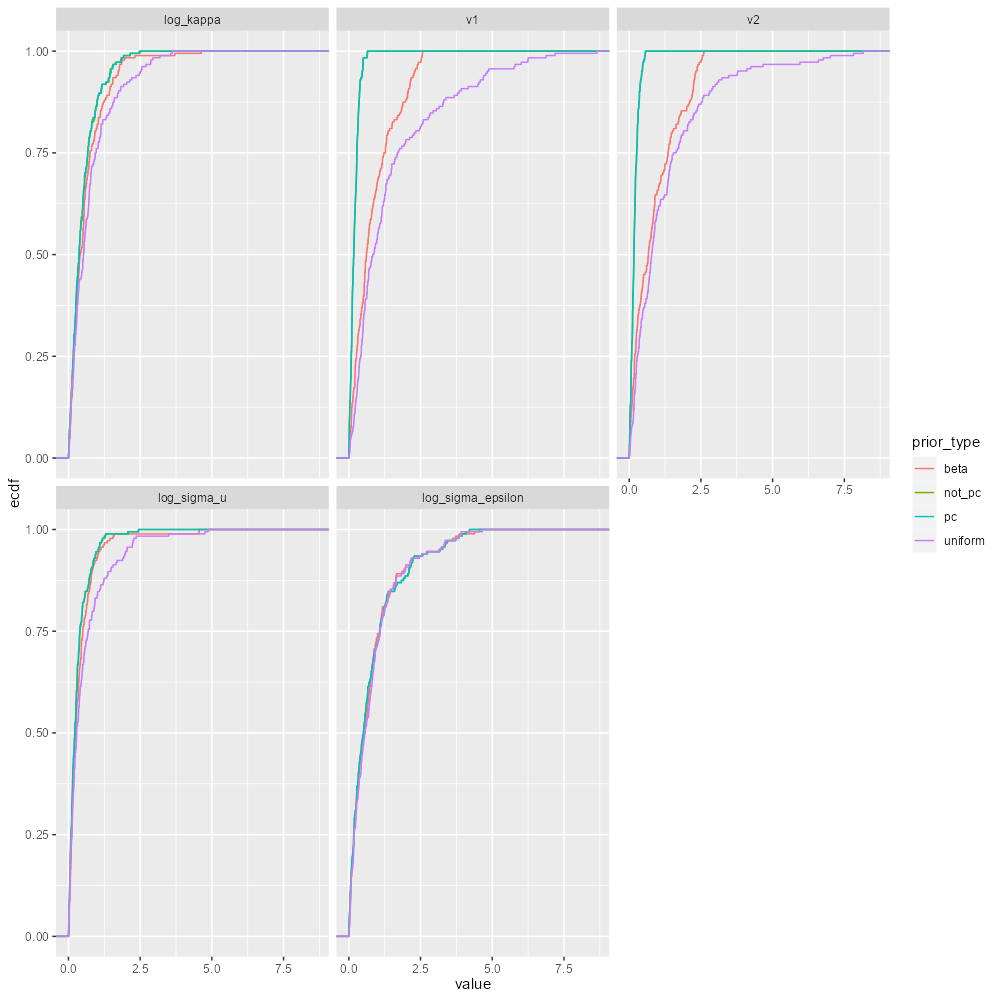 log_kappa
v1
v2
1.00
0.75
0.50
0.25
0.00
0.0 2.5 5.0 7.5
log_sigma_u
log_sigma_epsilon
1.00
0.75
0.50
0.25
0.00
0.0 2.5 5.0 7.5
0.0 2.5 5.0 7.5
value
ecdf
prior_type
beta
not_pc
pc
uniform